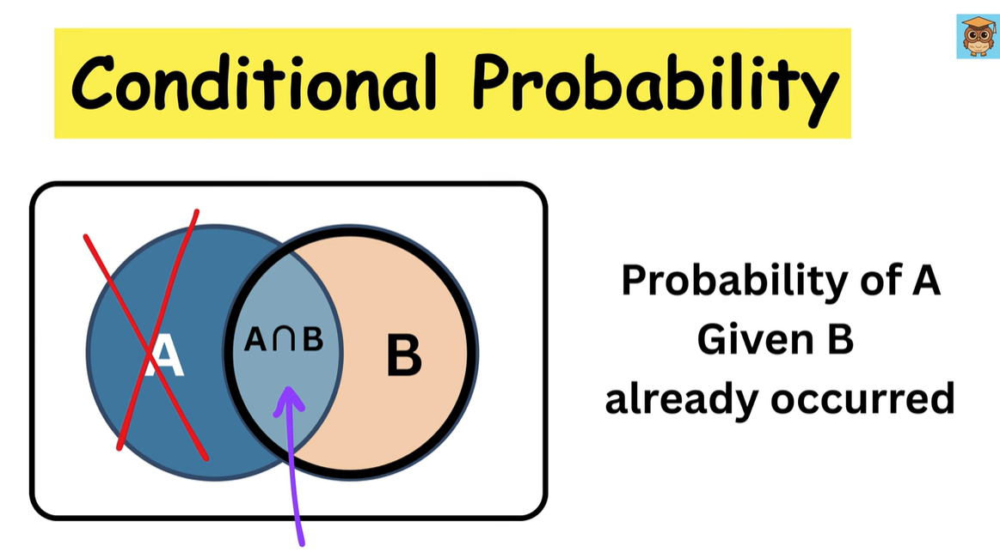 Conditional Probability
A
A∩B
B
Probability of A
Given B
already occurred